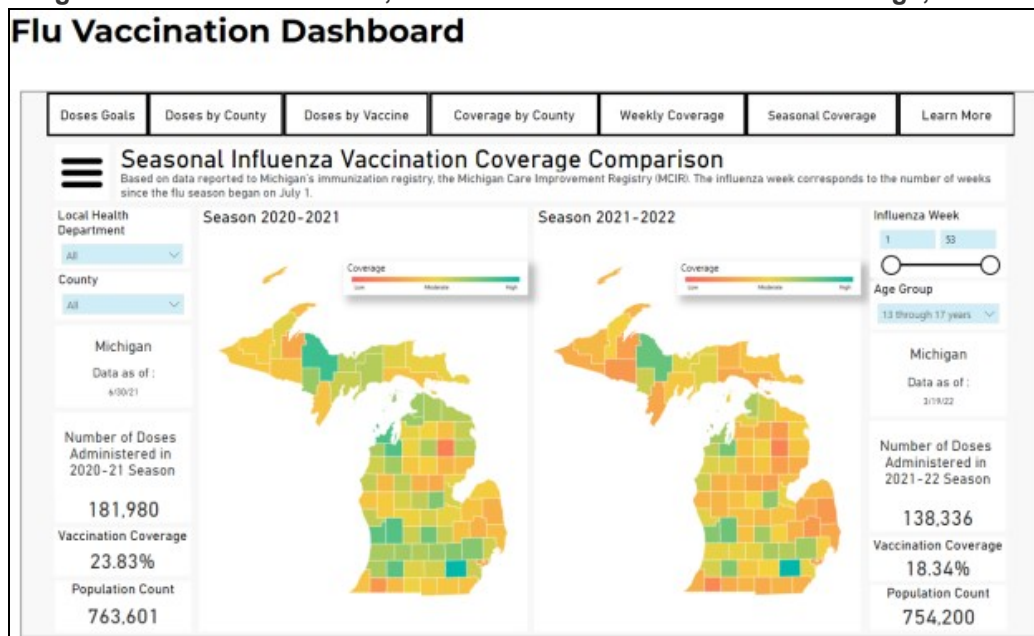 Flu Vaccination Dashboard
Doses Goals
Doses by County
Doses by Vaccine
Coverage by County
Weekly Coverage
Seasonal Coverage
Learn More
Seasonal Influenza Vaccination Coverage Comparison
Based on data reported to Michigan's immunization registry, the Michigan Care Improvement Registry (MCIR). The influenza week corresponds to the number of weeks
since the flu season began on July 1.
Local Health
Department
All
County
All
Michigan
Data as of :
6/30/21
Number of Doses
Administered in
2020-21 Season
181,980
Vaccination Coverage
23.83%
Population Count
763,601
Season 2020-2021
Coverage
Low Moderate High
Season 2021-2022
Coverage
Low Moderate High
Influenza Week
1 53
Age Group
13 through 17 years
Michigan
Data as of :
3/19/22
Number of Doses
Administered in
2021-22 Season
138,336
Vaccination Coverage
18.34%
Population Count
754,200